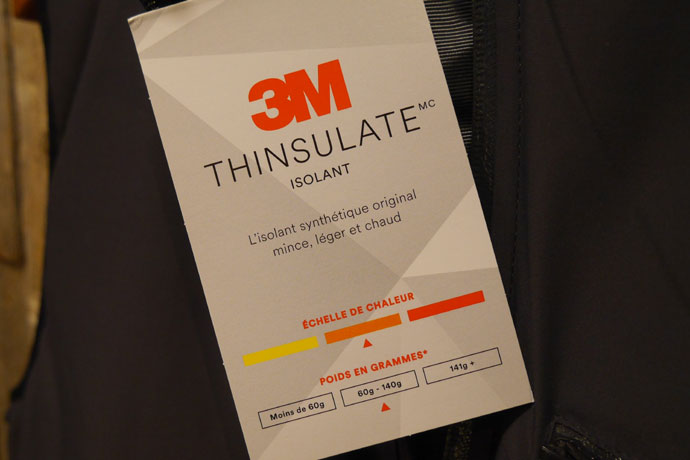 3M
THINSULATE MC
ISOLANT
L'isolant synthétique original
mince, léger et chaud
ÉCHELLE DE CHALEUR
POIDS EN GRAMMES*
Moins de 60g 60g - 140g 141g +